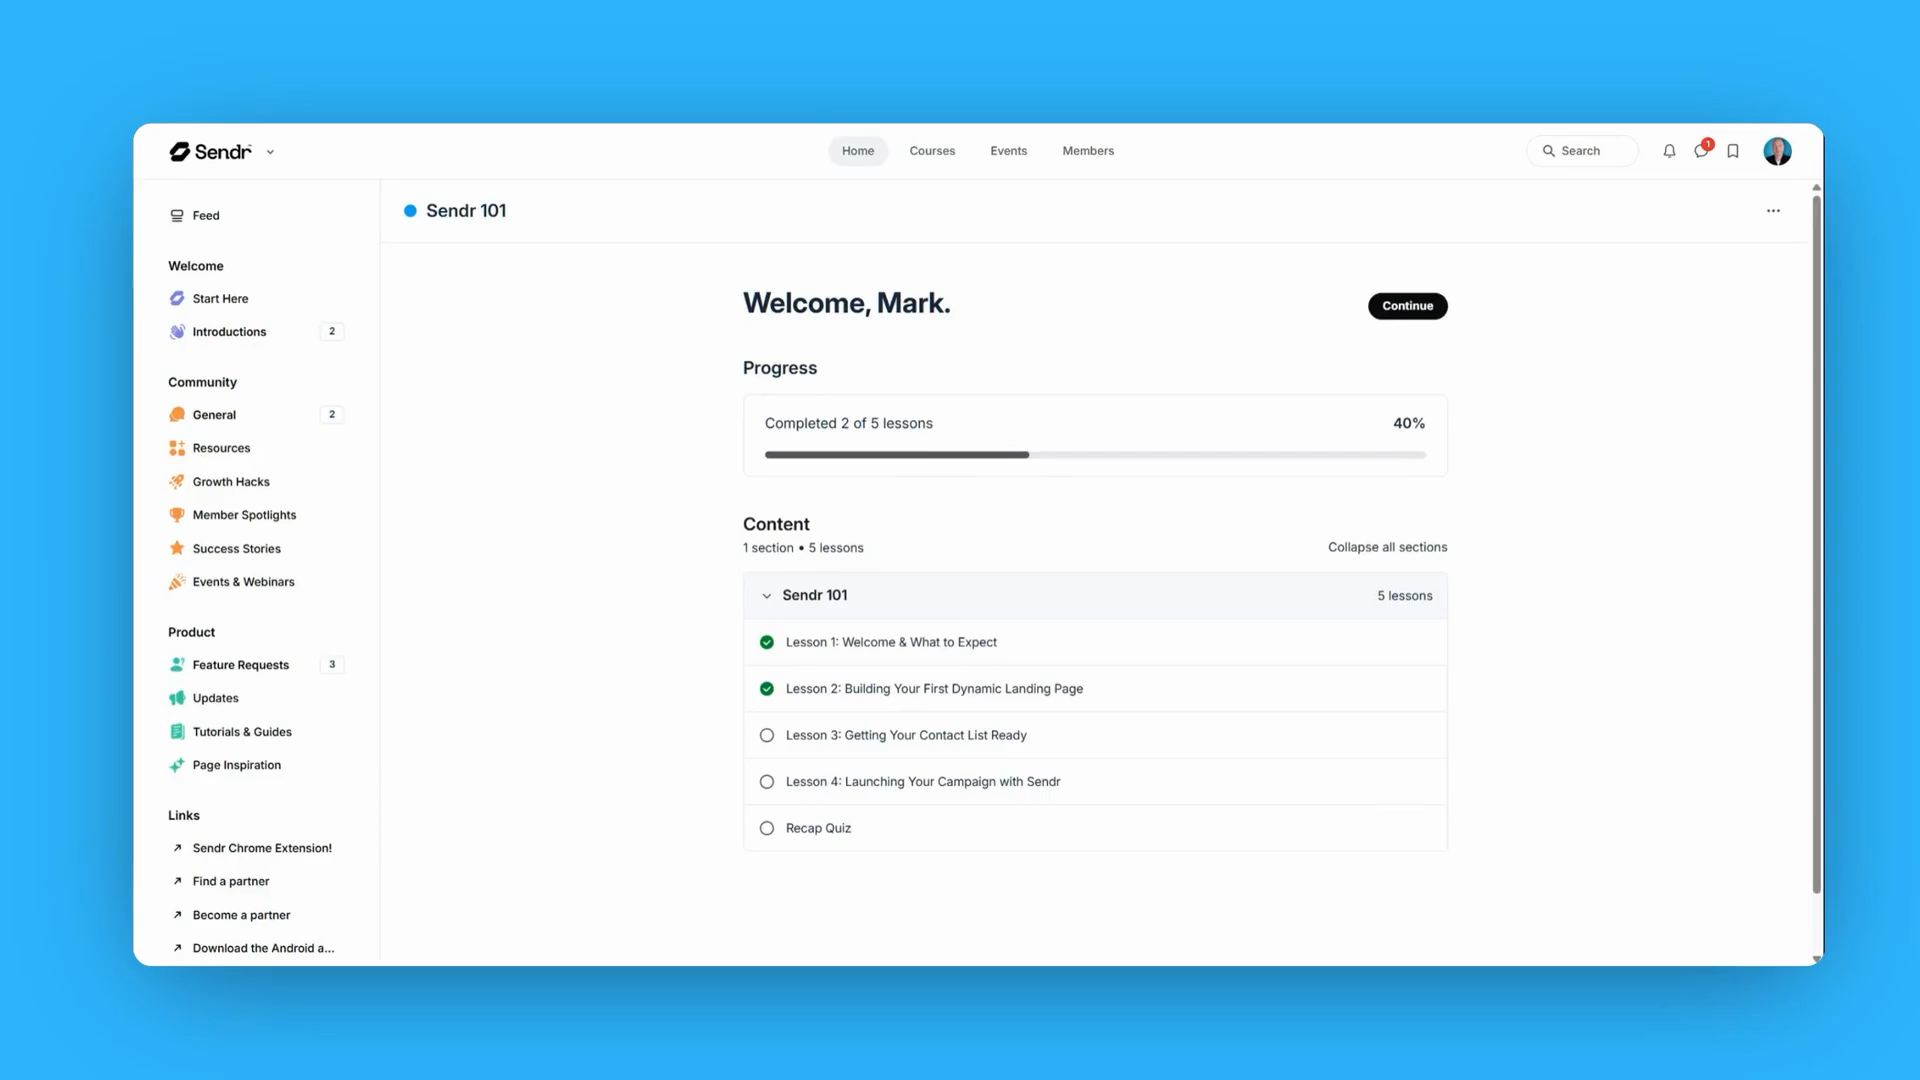 Sendr
Home
Courses
Events
Members
Search
1
Feed
Welcome
Start Here
Introductions
2
Community
General
2
Resources
Growth Hacks
Member Spotlights
Success Stories
Events & Webinars
Product
Feature Requests
3
Updates
Tutorials & Guides
Page Inspiration
Links
Sendr Chrome Extension!
Find a partner
Become a partner
Download the Android a...
Sendr 101
Welcome, Mark.
Continue
Progress
Completed 2 of 5 lessons
40%
Content
1 section • 5 lessons
Collapse all sections
Sendr 101
5 lessons
Lesson 1: Welcome & What to Expect
Lesson 2: Building Your First Dynamic Landing Page
Lesson 3: Getting Your Contact List Ready
Lesson 4: Launching Your Campaign with Sendr
Recap Quiz